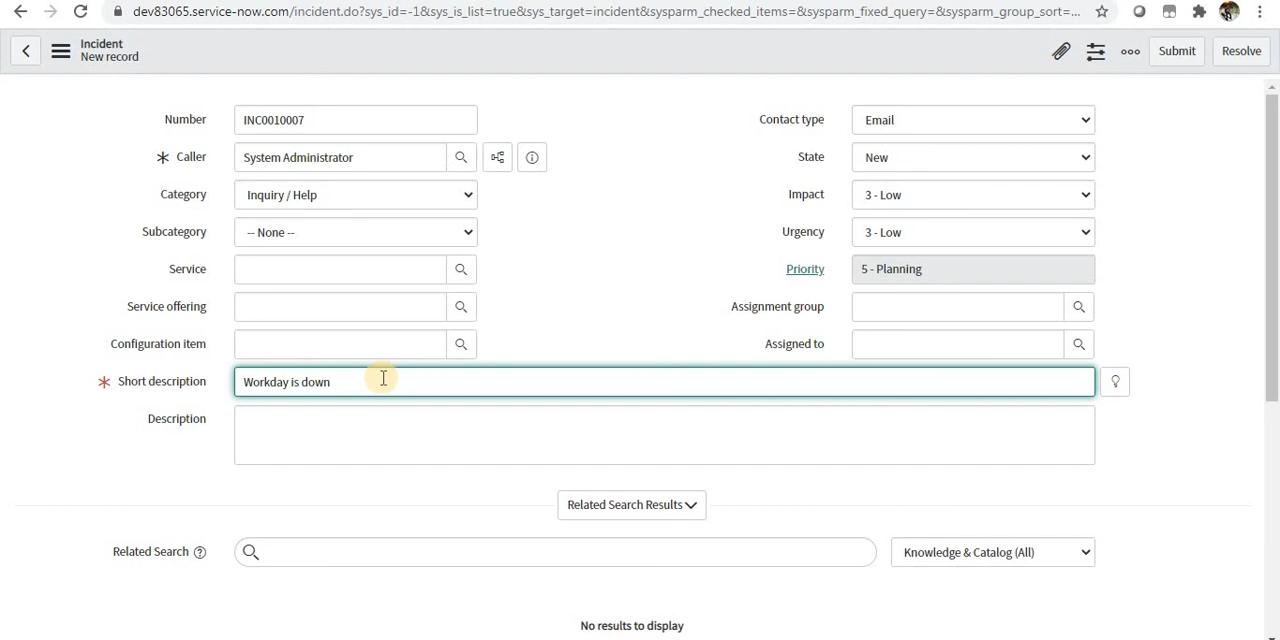 dev83065.service-now.com/incident.do?sys_id=-1&sys_is_list=true&sys_target=incident&sysparm_checked_items=&sysparm_fixed_query=&sysparm_group_sort=...
Incident
New record
Submit
Resolve
Number
INC0010007
Contact type
Email
Caller
System Administrator
State
New
Category
Inquiry / Help
Impact
3 - Low
Subcategory
-- None --
Urgency
3 - Low
Service
Priority
5 - Planning
Service offering
Assignment group
Configuration item
Assigned to
Short description
Workday is down
Description
Related Search Results
Related Search
Knowledge & Catalog (All)
No results to display